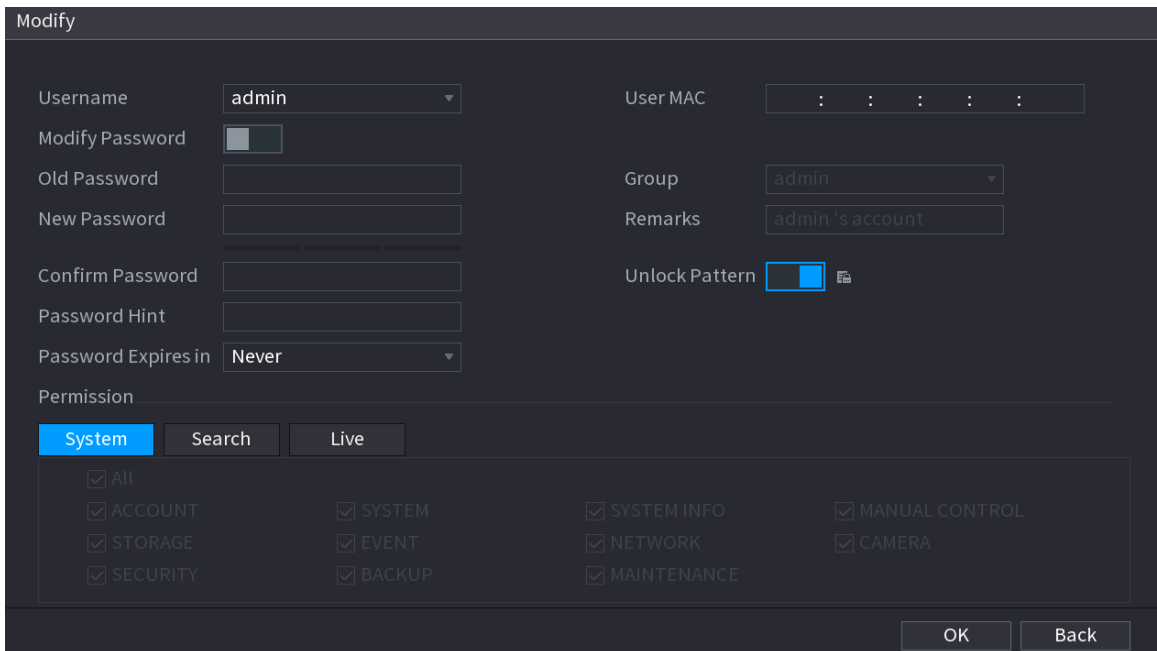 Modify
Username admin User MAC : : : : :
Modify Password
Old Password Group admin
New Password Remarks admin 's account
Confirm Password Unlock Pattern
Password Hint
Password Expires in Never
Permission
System Search Live
All
ACCOUNT SYSTEM SYSTEM INFO MANUAL CONTROL
STORAGE EVENT NETWORK CAMERA
SECURITY BACKUP MAINTENANCE
OK Back